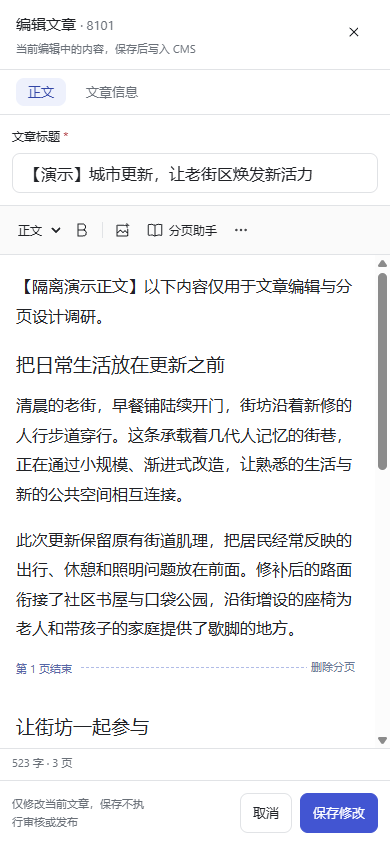 编辑文章 · 8101
当前编辑中的内容，保存后写入 CMS
正文 文章信息
文章标题 *
【演示】城市更新，让老街区焕发新活力
正文 B 分页助手 ···
【隔离演示正文】以下内容仅用于文章编辑与分
页设计调研。
把日常生活放在更新之前
清晨的老街，早餐铺陆续开门，街坊沿着新修的
人行步道穿行。这条承载着几代人记忆的街巷，
正在通过小规模、渐进式改造，让熟悉的生活与
新的公共空间相互连接。
此次更新保留原有街道肌理，把居民经常反映的
出行、休憩和照明问题放在前面。修补后的路面
衔接了社区书屋与口袋公园，沿街增设的座椅为
老人和带孩子的家庭提供了歇脚的地方。
第 1 页结束 删除分页
让街坊一起参与
523 字 · 3 页
仅修改当前文章，保存不执
行审核或发布
取消 保存修改